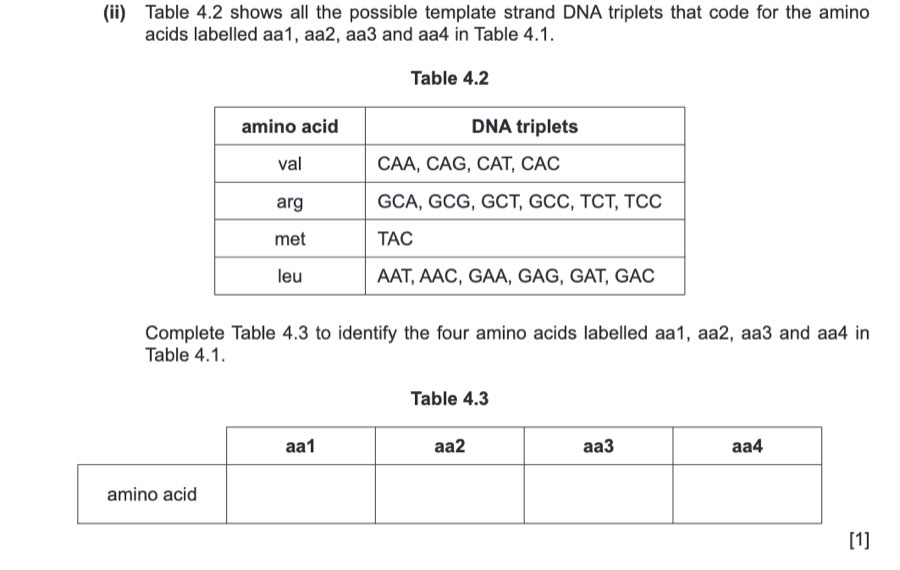 (ii) Table 4.2 shows all the possible template strand DNA triplets that code for the amino
acids labelled aa1, aa2, aa3 and aa4 in Table 4.1.
Table 4.2
amino acid DNA triplets
val CAA, CAG, CAT, CAC
arg GCA, GCG, GCT, GCC, TCT, TCC
met TAC
leu AAT, AAC, GAA, GAG, GAT, GAC
Complete Table 4.3 to identify the four amino acids labelled aa1, aa2, aa3 and aa4 in
Table 4.1.
Table 4.3
aa1 aa2 aa3 aa4
amino acid
[1]